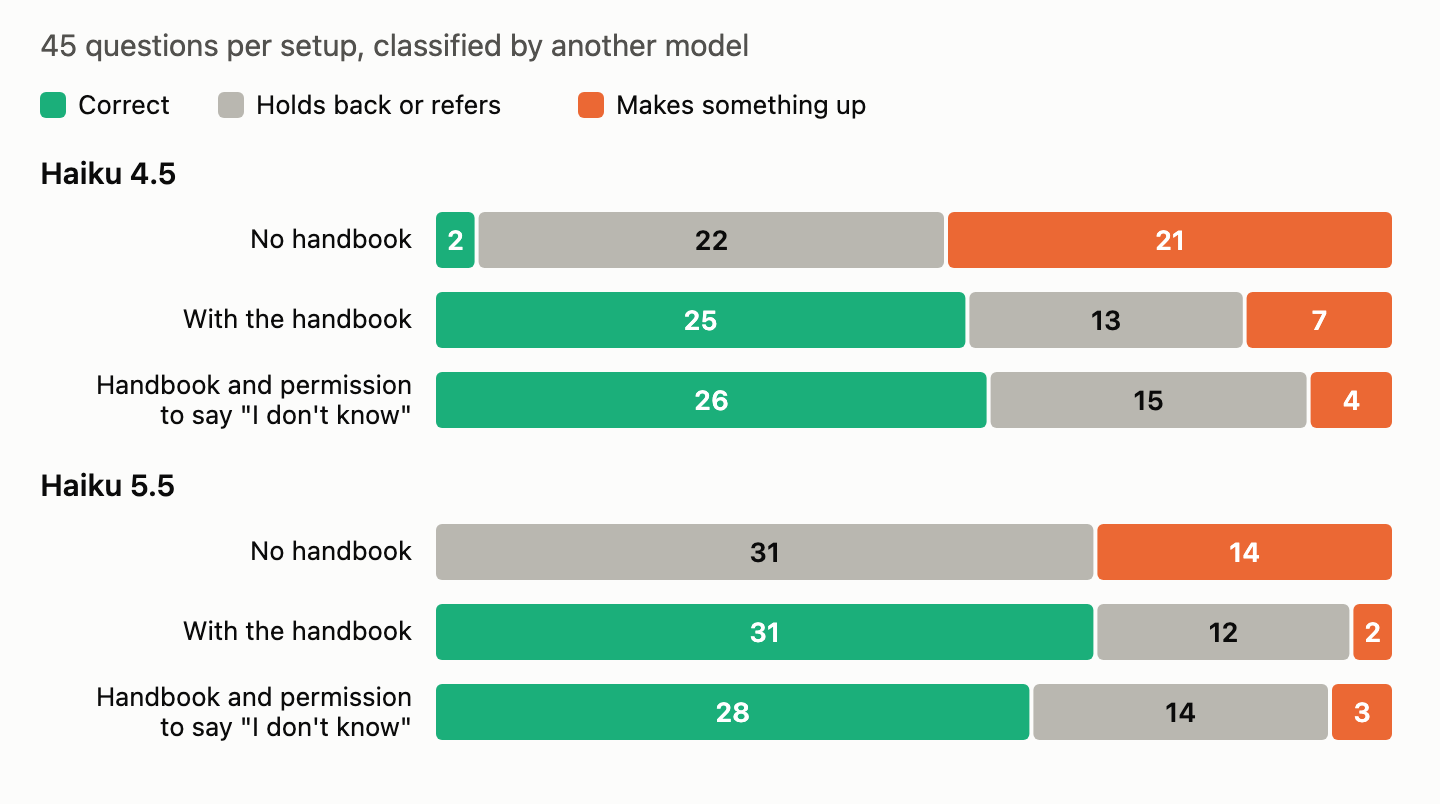 45 questions per setup, classified by another model
Correct
Holds back or refers
Makes something up
Haiku 4.5
No handbook
2
22
21
With the handbook
25
13
7
Handbook and permission
to say "I don't know"
26
15
4
Haiku 5.5
No handbook
31
14
With the handbook
31
12
2
Handbook and permission
to say "I don't know"
28
14
3